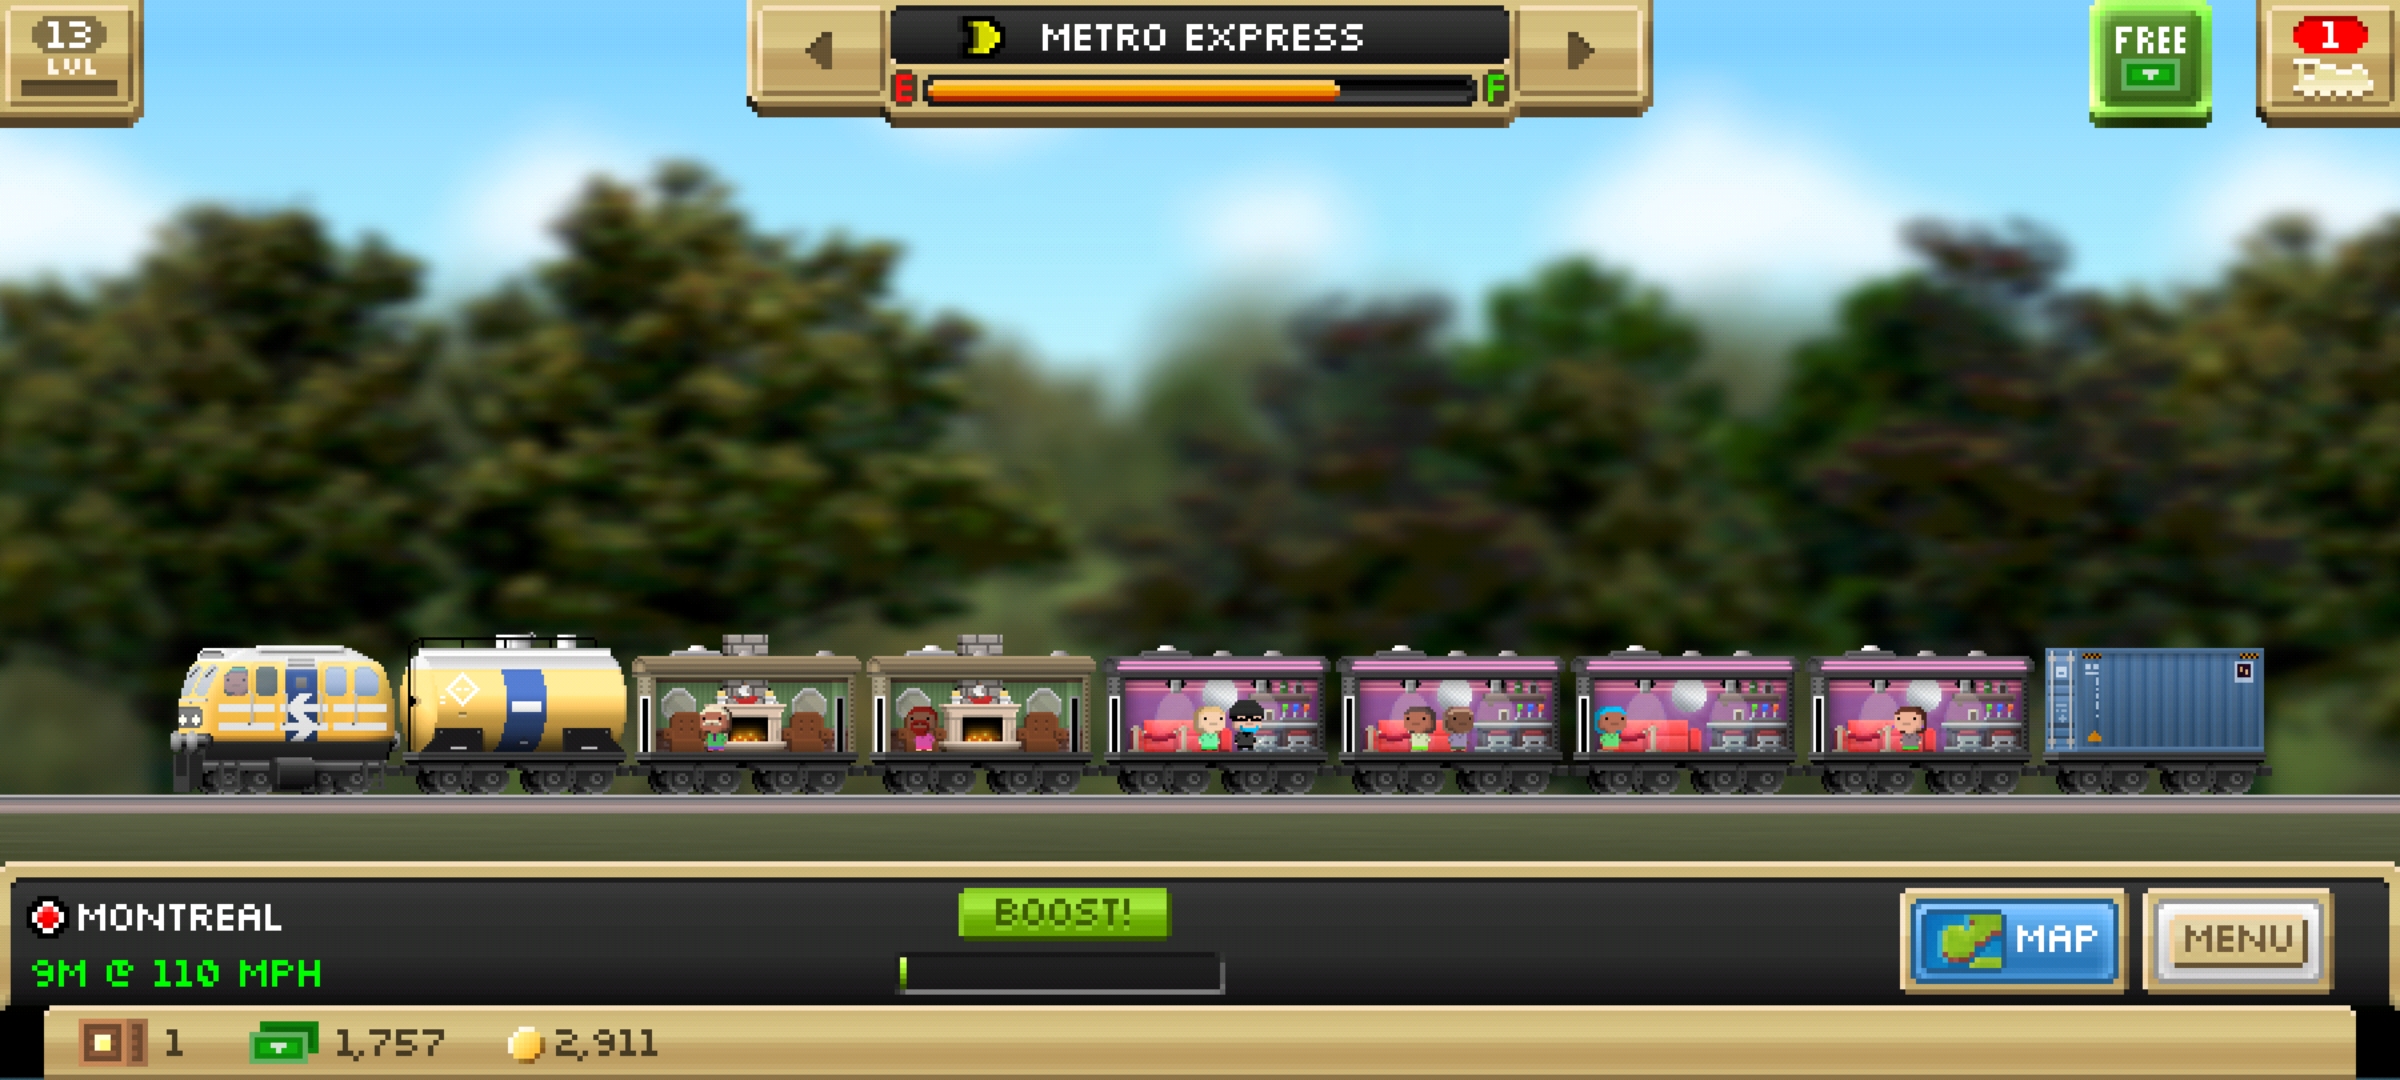 13
LVL
METRO EXPRESS
E
F
FREE
1
MONTREAL
9M @ 110 MPH
BOOST!
MAP
MENU
1
1,757
2,911